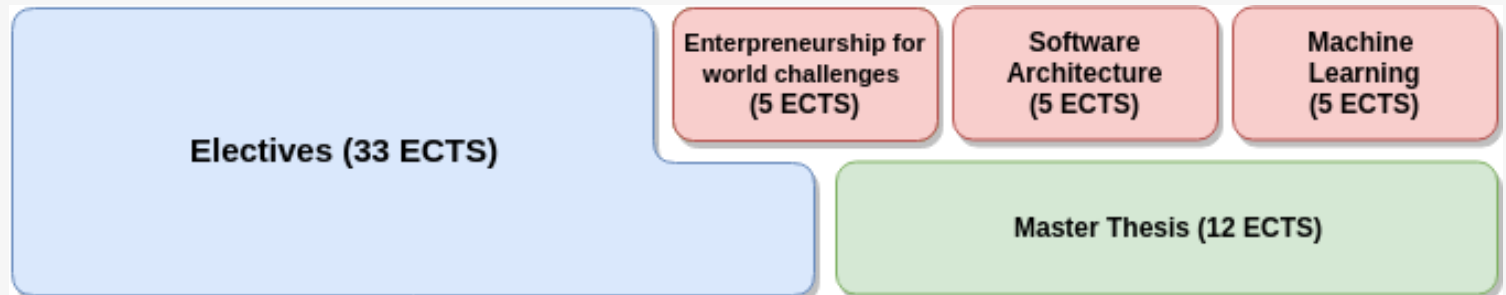 Electives (33 ECTS)
Enterpreneurship for
world challenges
(5 ECTS)
Software
Architecture
(5 ECTS)
Machine
Learning
(5 ECTS)
Master Thesis (12 ECTS)